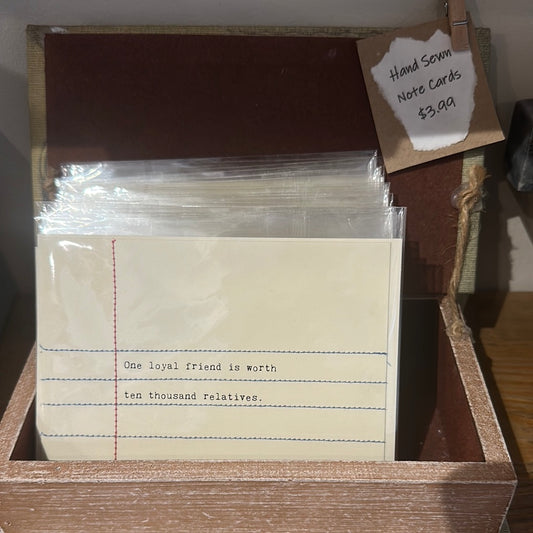 Hand Sewn
Note Cards
$3.99
One loyal friend is worth
ten thousand relatives.